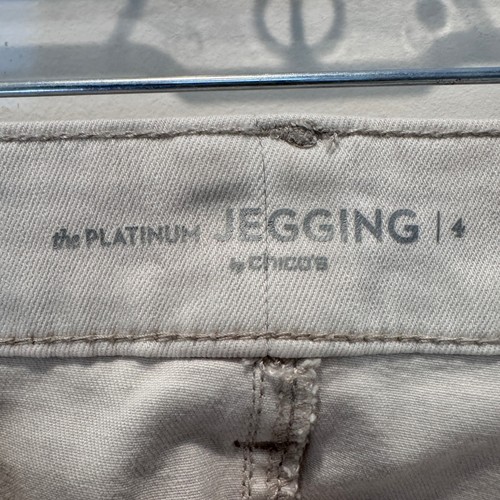 the PLATINUM JEGGING | 4
by chico's